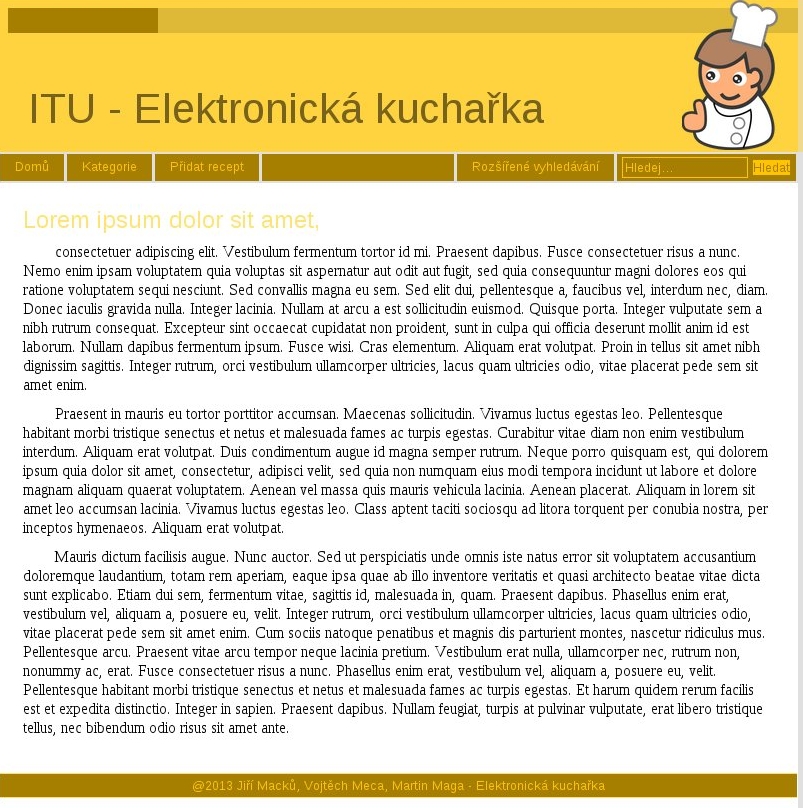 ITU - Elektronická kuchařka
Domů Kategorie Přidat recept Rozšířené vyhledávání Hledej... Hledat
Lorem ipsum dolor sit amet,
consectetuer adipiscing elit. Vestibulum fermentum tortor id mi. Praesent dapibus. Fusce consectetuer risus a nunc.
Nemo enim ipsam voluptatem quia voluptas sit aspernatur aut odit aut fugit, sed quia consequuntur magni dolores eos qui
ratione voluptatem sequi nesciunt. Sed convallis magna eu sem. Sed elit dui, pellentesque a, faucibus vel, interdum nec, diam.
Donec iaculis gravida nulla. Integer lacinia. Nullam at arcu a est sollicitudin euismod. Quisque porta. Integer vulputate sem a
nibh rutrum consequat. Excepteur sint occaecat cupidatat non proident, sunt in culpa qui officia deserunt mollit anim id est
laborum. Nullam dapibus fermentum ipsum. Fusce wisi. Cras elementum. Aliquam erat volutpat. Proin in tellus sit amet nibh
dignissim sagittis. Integer rutrum, orci vestibulum ullamcorper ultricies, lacus quam ultricies odio, vitae placerat pede sem sit
amet enim.
Praesent in mauris eu tortor porttitor accumsan. Maecenas sollicitudin. Vivamus luctus egestas leo. Pellentesque
habitant morbi tristique senectus et netus et malesuada fames ac turpis egestas. Curabitur vitae diam non enim vestibulum
interdum. Aliquam erat volutpat. Duis condimentum augue id magna semper rutrum. Neque porro quisquam est, qui dolorem
ipsum quia dolor sit amet, consectetur, adipisci velit, sed quia non numquam eius modi tempora incidunt ut labore et dolore
magnam aliquam quaerat voluptatem. Aenean vel massa quis mauris vehicula lacinia. Aenean placerat. Aliquam in lorem sit
amet leo accumsan lacinia. Vivamus luctus egestas leo. Class aptent taciti sociosqu ad litora torquent per conubia nostra, per
inceptos hymenaeos. Aliquam erat volutpat.
Mauris dictum facilisis augue. Nunc auctor. Sed ut perspiciatis unde omnis iste natus error sit voluptatem accusantium
doloremque laudantium, totam rem aperiam, eaque ipsa quae ab illo inventore veritatis et quasi architecto beatae vitae dicta
sunt explicabo. Etiam dui sem, fermentum vitae, sagittis id, malesuada in, quam. Praesent dapibus. Phasellus enim erat,
vestibulum vel, aliquam a, posuere eu, velit. Integer rutrum, orci vestibulum ullamcorper ultricies, lacus quam ultricies odio,
vitae placerat pede sem sit amet enim. Cum sociis natoque penatibus et magnis dis parturient montes, nascetur ridiculus mus.
Pellentesque arcu. Praesent vitae arcu tempor neque lacinia pretium. Vestibulum erat nulla, ullamcorper nec, rutrum non,
nonummy ac, erat. Fusce consectetuer risus a nunc. Phasellus enim erat, vestibulum vel, aliquam a, posuere eu, velit.
Pellentesque habitant morbi tristique senectus et netus et malesuada fames ac turpis egestas. Et harum quidem rerum facilis
est et expedita distinctio. Integer in sapien. Praesent dapibus. Nullam feugiat, turpis at pulvinar vulputate, erat libero tristique
tellus, nec bibendum odio risus sit amet ante.
@2013 Jiří Macků, Vojtěch Meca, Martin Maga - Elektronická kuchařka